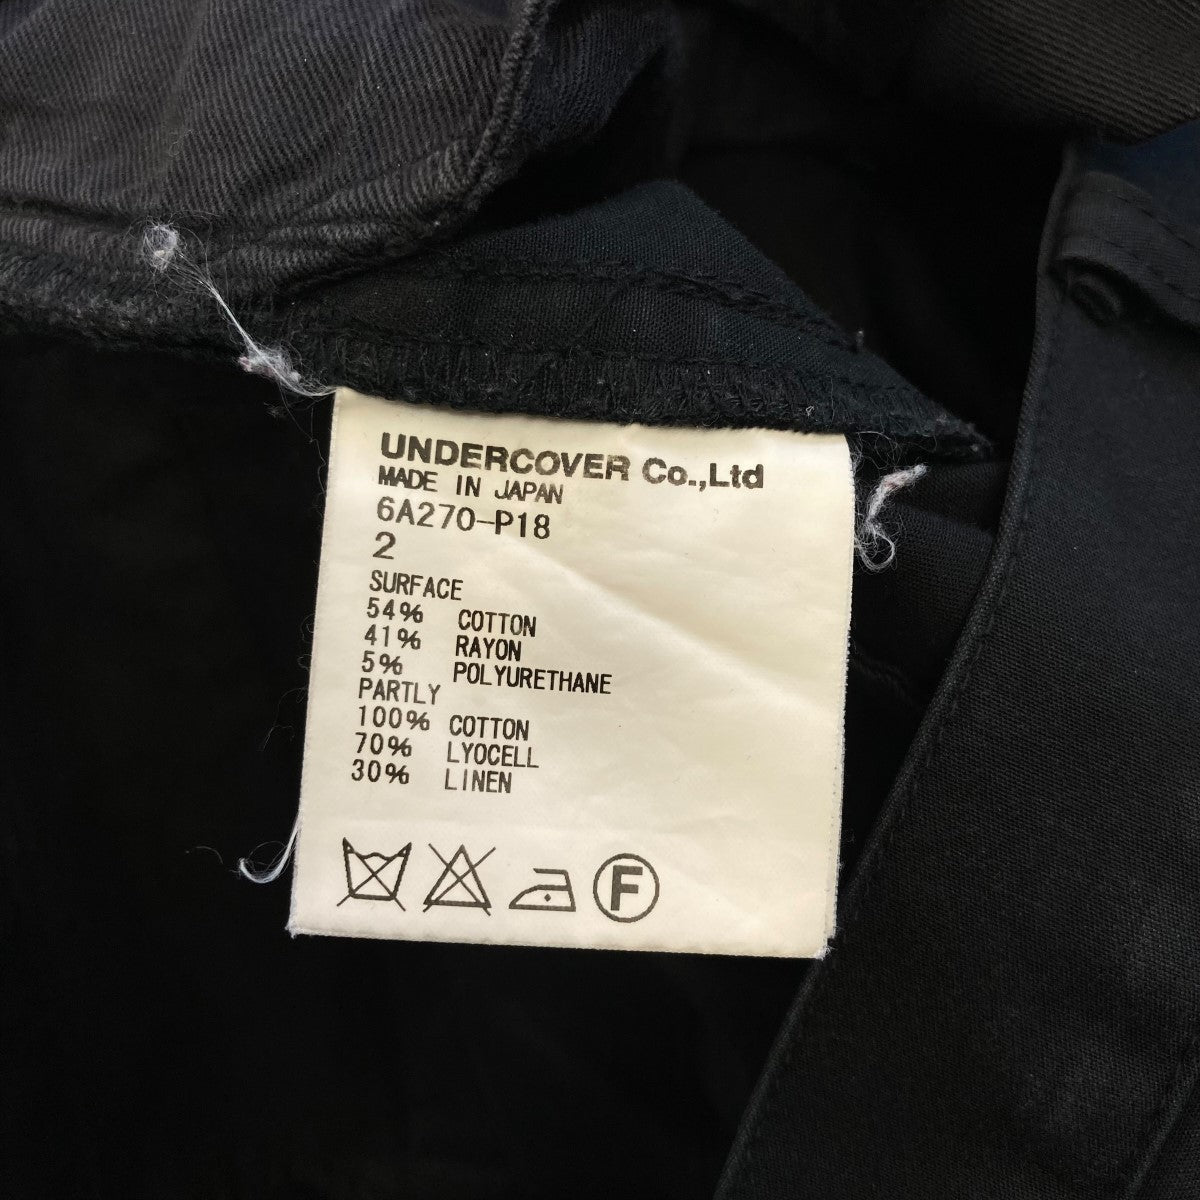 UNDERCOVER Co.,Ltd
MADE IN JAPAN
6A270-P18
2
SURFACE
54% COTTON
41% RAYON
5% POLYURETHANE
PARTLY
100% COTTON
70% LYOCELL
30% LINEN
F